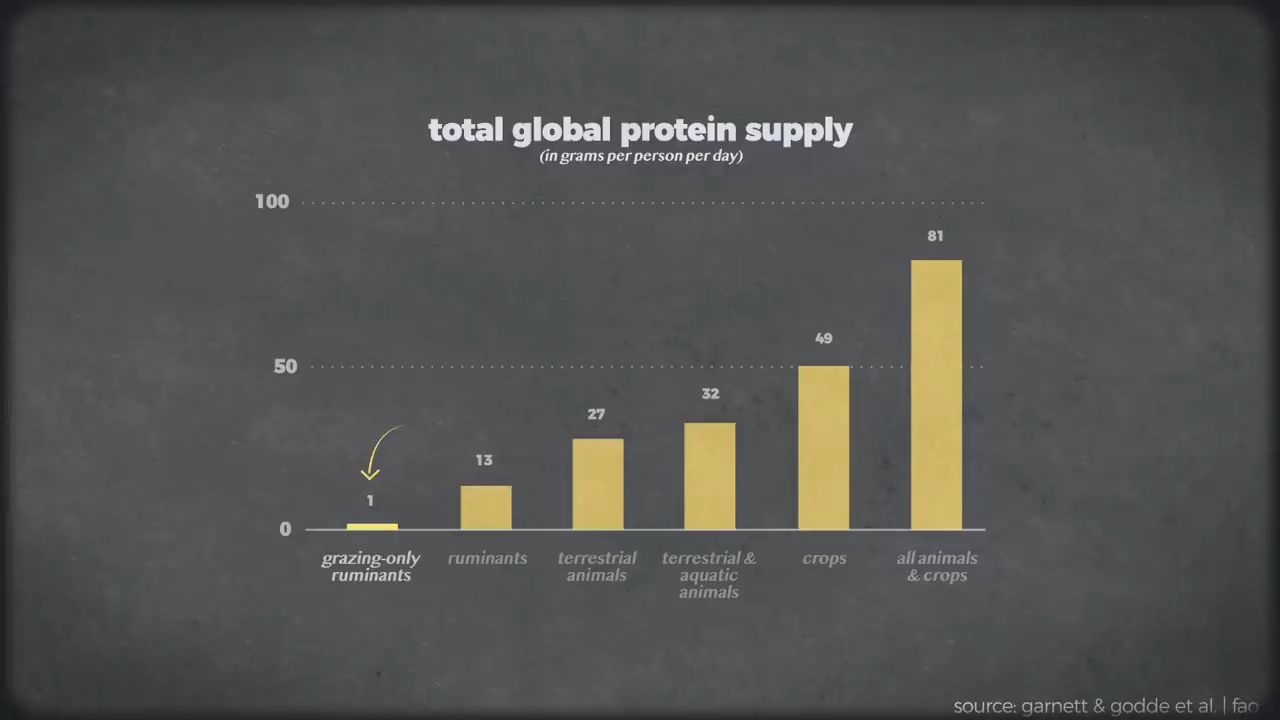 total global protein supply
(in grams per person per day)
100
81
50
49
32
27
13
1
0
grazing-only
ruminants
ruminants
terrestrial
animals
terrestrial &
aquatic
animals
crops
all animals
& crops
source: garnett & godde et al. | fao